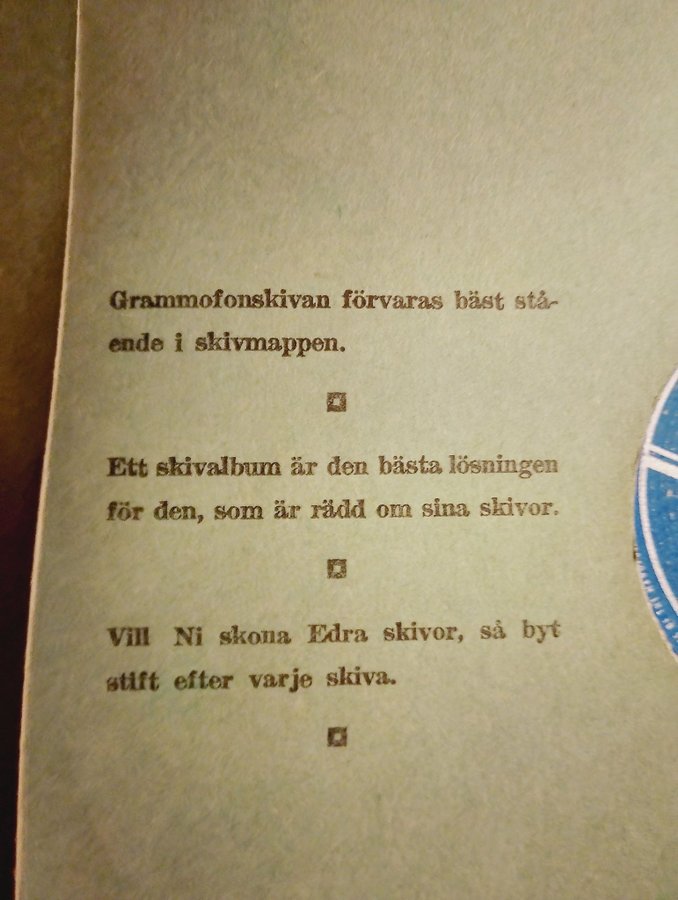 Grammofonskivan förvaras bäst stå-
ende i skivmappen.
Ett skivalbum är den bästa lösningen
för den, som är rädd om sina skivor.
Vill Ni skona Edra skivor, så byt
stift efter varje skiva.